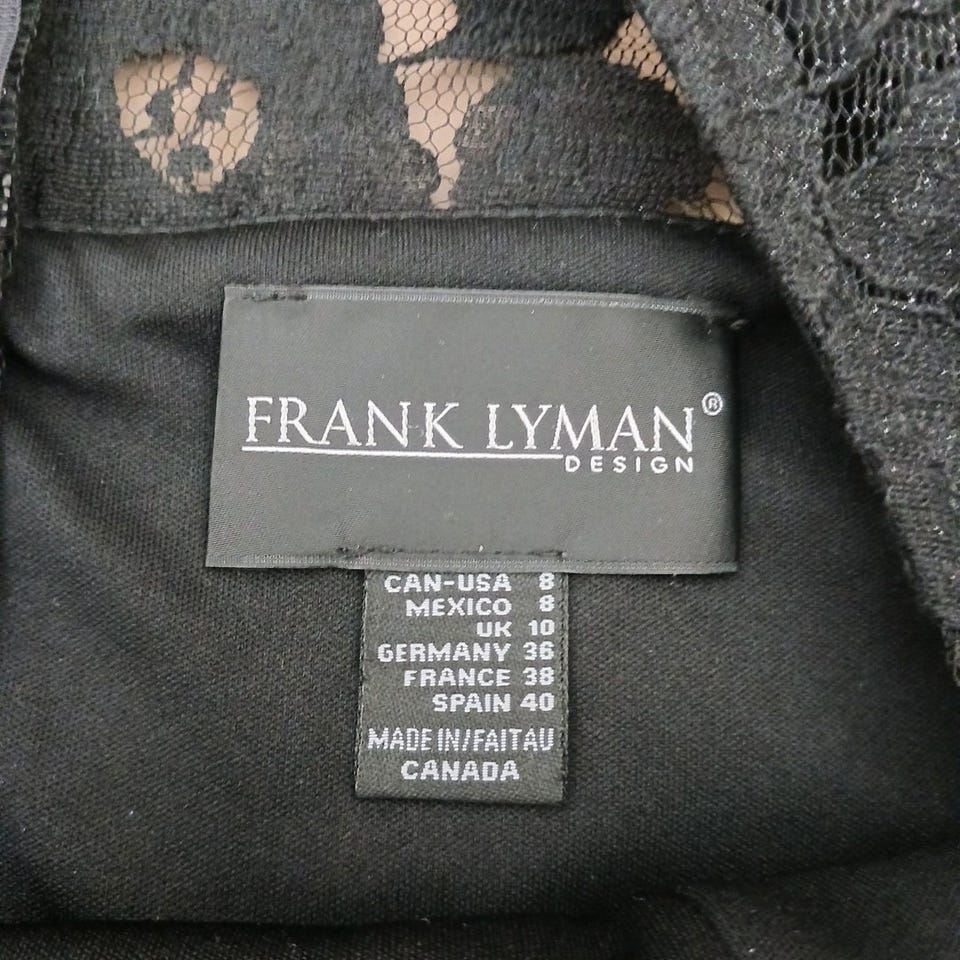 FRANK LYMAN®
DESIGN
CAN-USA 8
MEXICO 8
UK 10
GERMANY 36
FRANCE 38
SPAIN 40
MADE IN/FAIT AU
CANADA